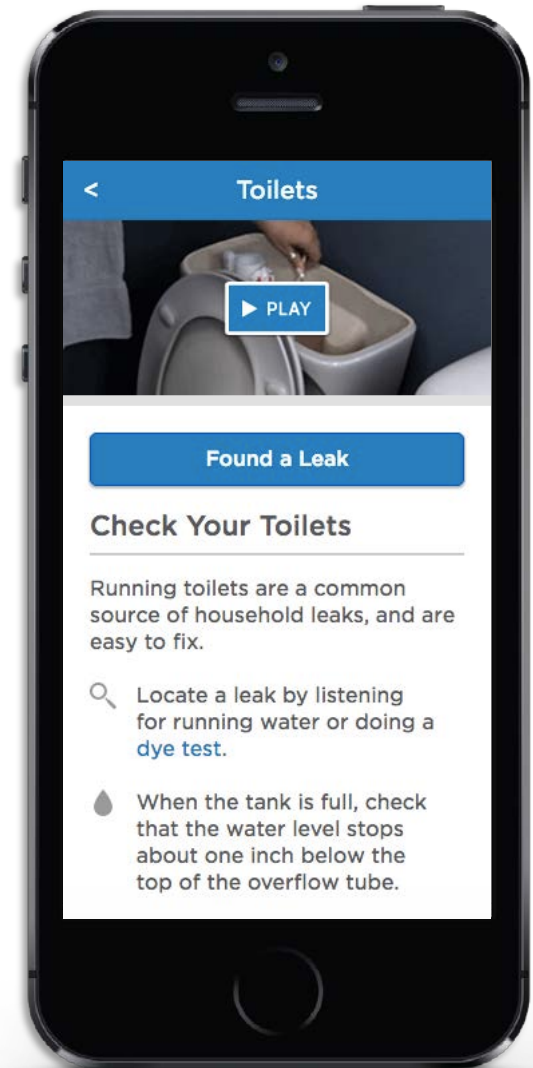 < Toilets
PLAY
Found a Leak
Check Your Toilets
Running toilets are a common
source of household leaks, and are
easy to fix.
Locate a leak by listening
for running water or doing a
dye test.
When the tank is full, check
that the water level stops
about one inch below the
top of the overflow tube.